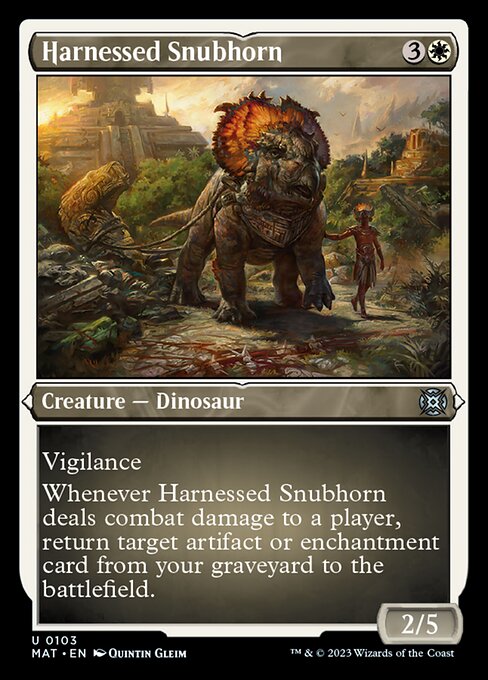 Harnessed Snubhorn 3
Creature — Dinosaur
Vigilance
Whenever Harnessed Snubhorn
deals combat damage to a player,
return target artifact or enchantment
card from your graveyard to the
battlefield.
2/5
U 0103
MAT • EN Quintin Gleim ™ & © 2023 Wizards of the Coast